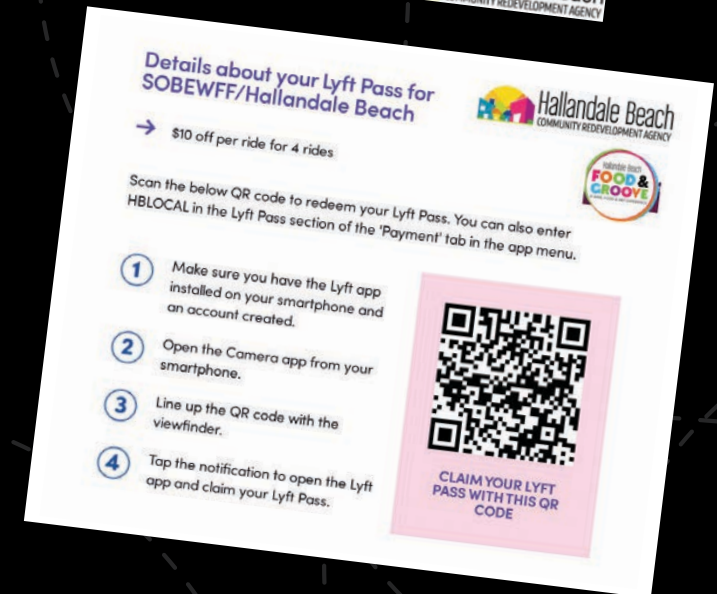 REDEVELOPMENT AGENCY
Details about your Lyft Pass for
SOBEWFF/Hallandale Beach
Hallandale Beach
COMMUNITY REDEVELOPMENT AGENCY
→ $10 off per ride for 4 rides
Hallandale Beach
FOOD &
GROOVE
Scan the below QR code to redeem your Lyft Pass. You can also enter
HBLOCAL in the Lyft Pass section of the 'Payment' tab in the app menu.
1 Make sure you have the Lyft app
installed on your smartphone and
an account created.
2 Open the Camera app from your
smartphone.
3 Line up the QR code with the
viewfinder.
4 Tap the notification to open the Lyft
app and claim your Lyft Pass.
CLAIM YOUR LYFT
PASS WITH THIS QR
CODE